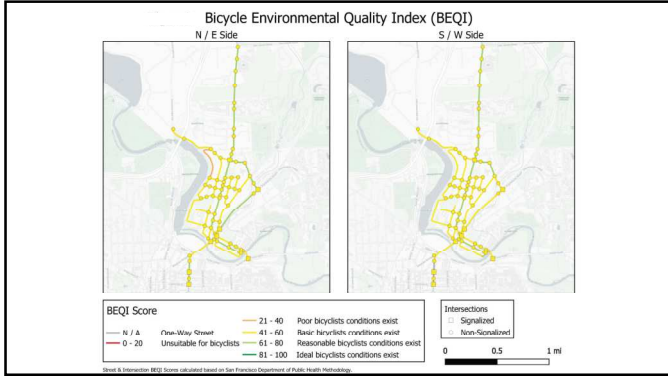 Bicycle Environmental Quality Index (BEQI)
N / E Side
S / W Side
BEQI Score
N / A One-Way Street
0 - 20 Unsuitable for bicyclists
21 - 40 Poor bicyclists conditions exist
41 - 60 Basic bicyclists conditions exist
61 - 80 Reasonable bicyclists conditions exist
81 - 100 Ideal bicyclists conditions exist
Intersections
Signalized
Non-Signalized
0 0.5 1 mi
Street & Intersection BEQI Scores calculated based on San Francisco Department of Public Health Methodology.